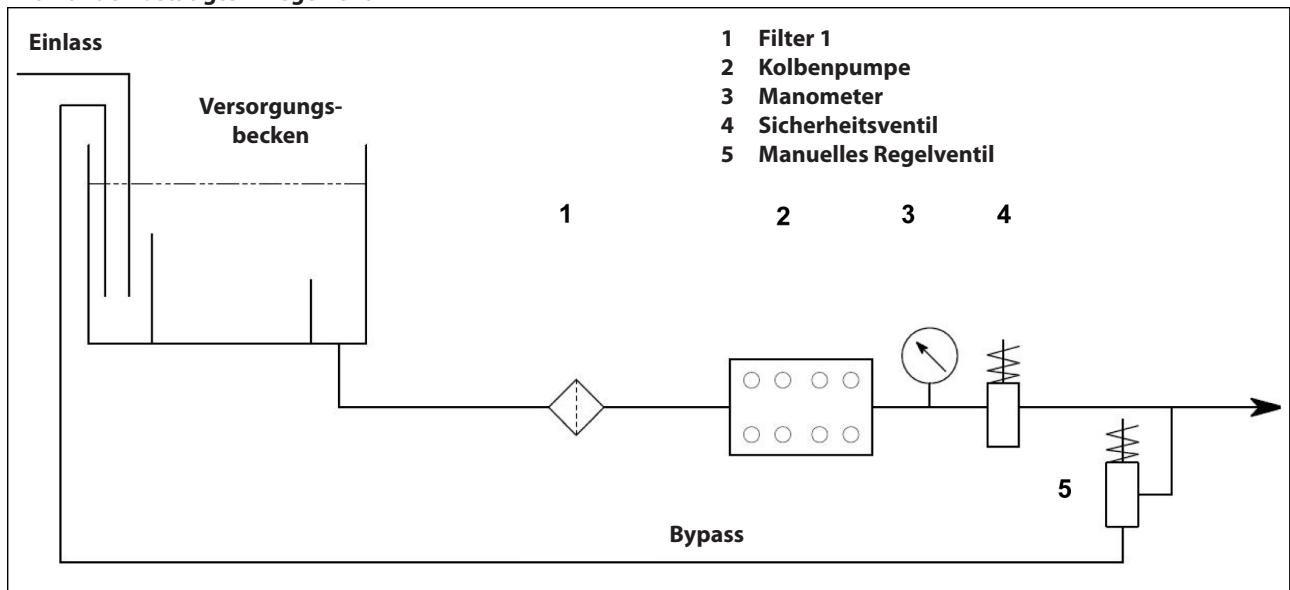 Einlass
Versorgungs-
becken
1 Filter 1
2 Kolbenpumpe
3 Manometer
4 Sicherheitsventil
5 Manuelles Regelventil
1
2
3
4
5
Bypass